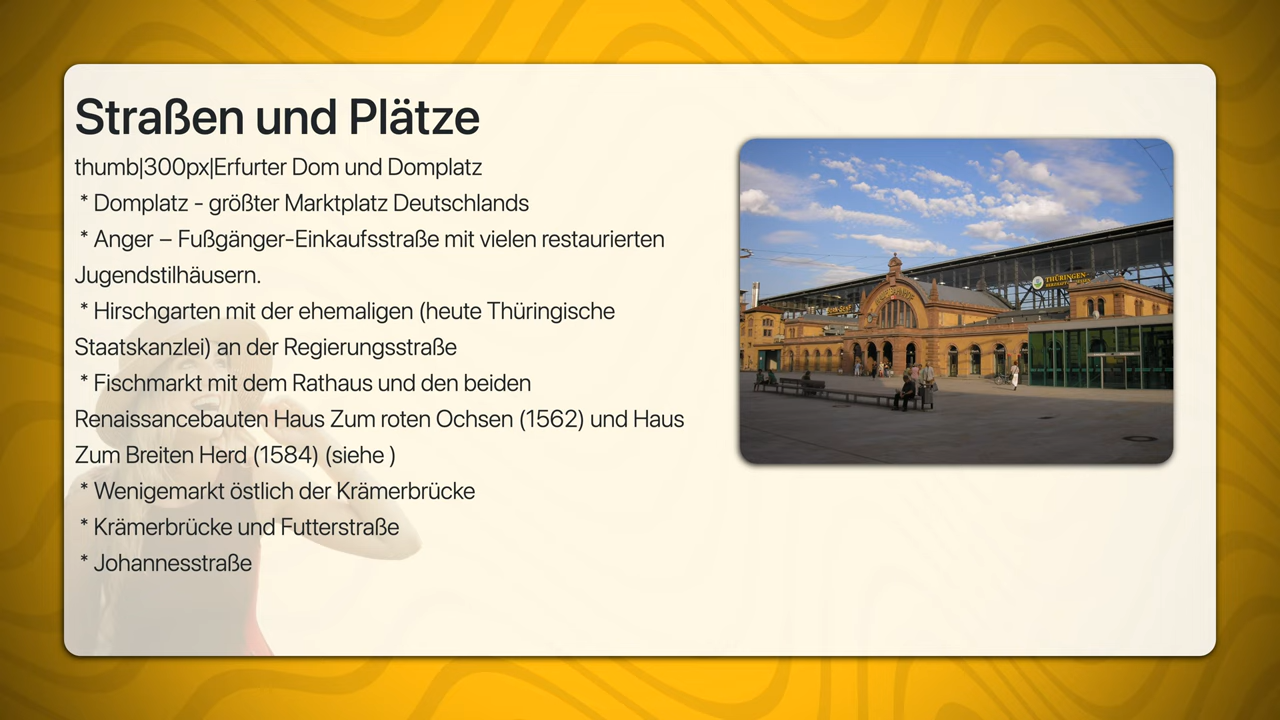 Straßen und Plätze
thumb|300px|Erfurter Dom und Domplatz
* Domplatz - größter Marktplatz Deutschlands
* Anger – Fußgänger-Einkaufsstraße mit vielen restaurierten
Jugendstilhäusern.
* Hirschgarten mit der ehemaligen (heute Thüringische
Staatskanzlei) an der Regierungsstraße
* Fischmarkt mit dem Rathaus und den beiden
Renaissancebauten Haus Zum roten Ochsen (1562) und Haus
Zum Breiten Herd (1584) (siehe )
* Wenigemarkt östlich der Krämerbrücke
* Krämerbrücke und Futterstraße
* Johannesstraße
THÜRINGEN